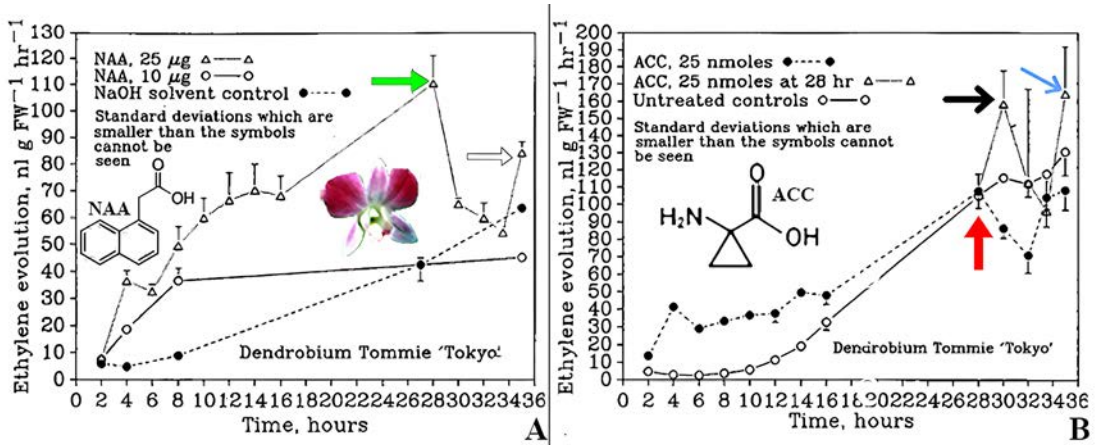 Ethylene evolution, nl g FW⁻¹ hr⁻¹
130
120
110
100
90
80
70
60
50
40
30
20
10
0
NAA, 25 µg
NAA, 10 µg
NaOH solvent control
Standard deviations which are
smaller than the symbols
cannot be
seen
O
OH
NAA
Dendrobium Tommie 'Tokyo'
0 2 4 6 8 10 12 14 16 18 20 22 24 26 28 30 32 34 36
Time, hours
A
Ethylene evolution, nl g FW⁻¹ hr⁻¹
200
190
180
170
160
150
140
130
120
110
100
90
80
70
60
50
40
30
20
10
0
ACC, 25 nmoles
ACC, 25 nmoles at 28 hr
Untreated controls
Standard deviations which are
smaller than the symbols cannot
be seen
O
ACC
H₂N
OH
Dendrobium Tommie 'Tokyo'
0 2 4 6 8 10 12 14 16 18 20 22 24 26 28 30 32 34 36
Time, hours
B